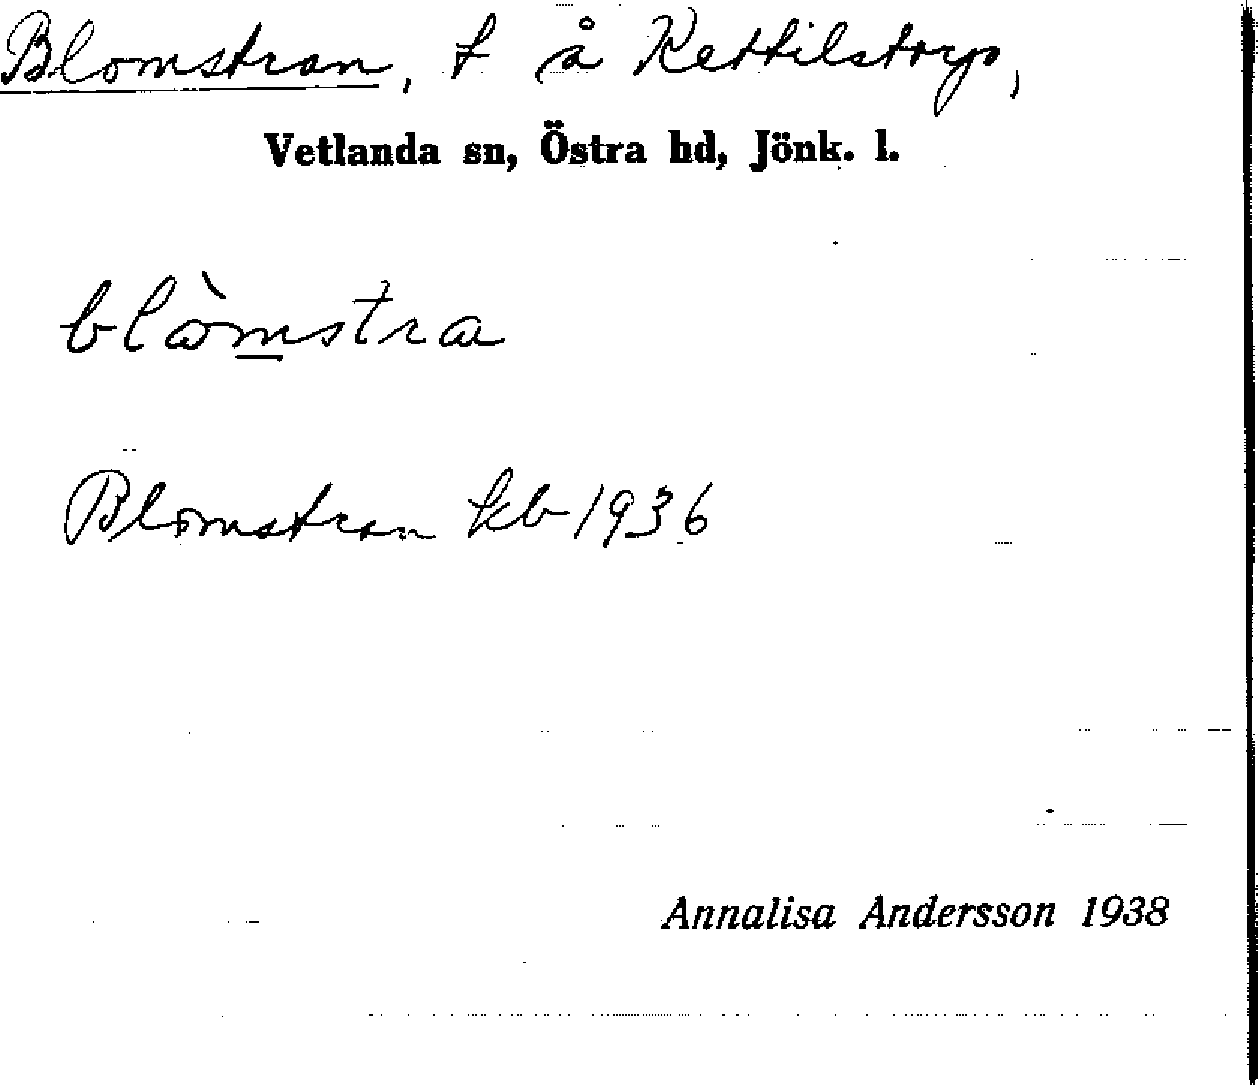 Blomstran, t å Kettilstorp,
Vetlanda sn, Östra hd, Jönk. l.
blòmstra
Blomstran kb 1936
Annalisa Andersson 1938